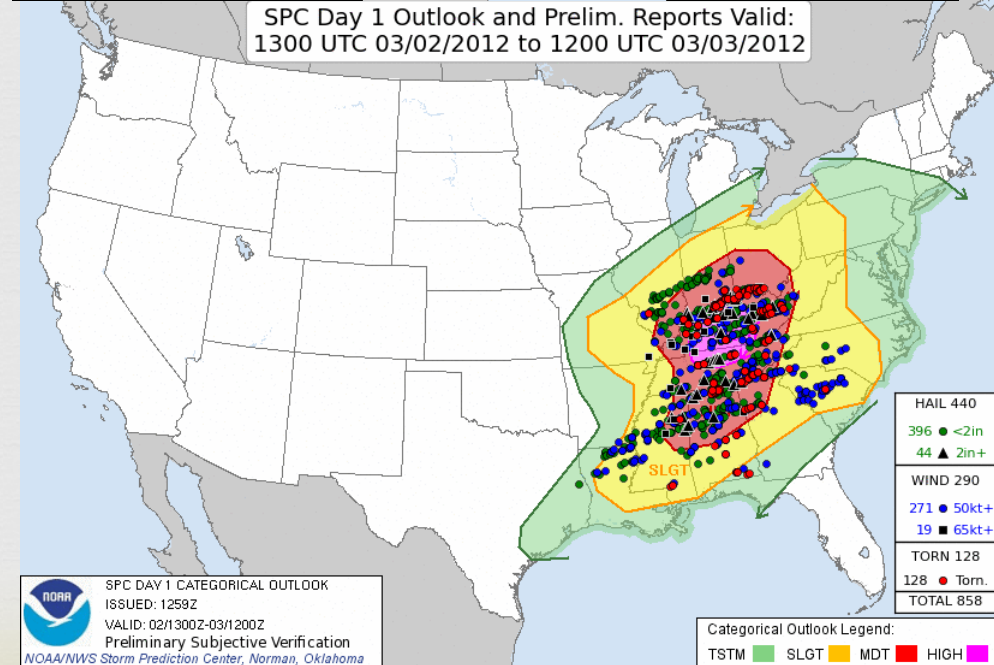 SPC Day 1 Outlook and Prelim. Reports Valid:
1300 UTC 03/02/2012 to 1200 UTC 03/03/2012
SLGT
HAIL 440
396 <2in
44 2in+
WIND 290
271 50kt+
19 65kt+
TORN 128
128 Torn.
TOTAL 858
NOAA
SPC DAY 1 CATEGORICAL OUTLOOK
ISSUED: 1259Z
VALID: 02/1300Z-03/1200Z
Preliminary Subjective Verification
NOAA/NWS Storm Prediction Center, Norman, Oklahoma
Categorical Outlook Legend:
TSTM SLGT MDT HIGH